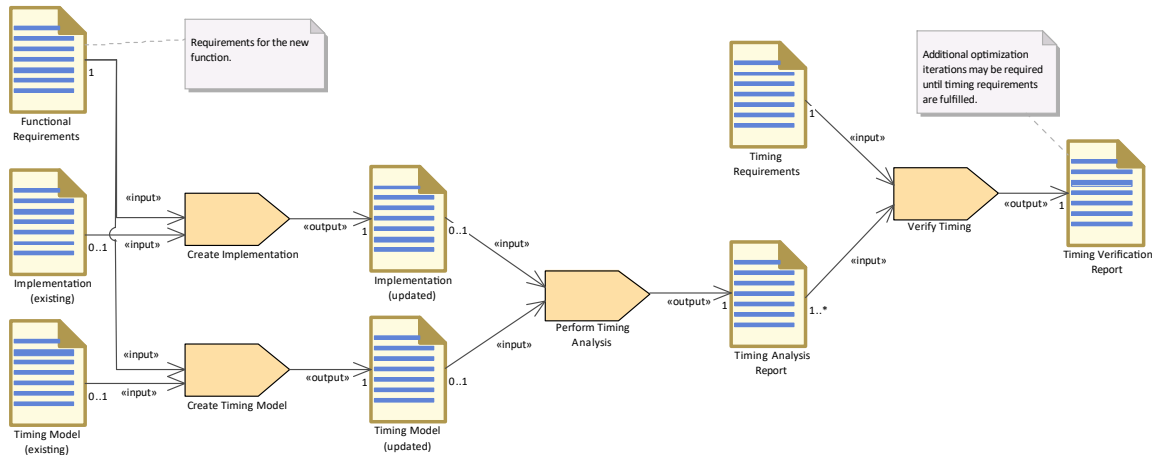 Requirements for the new
function.
1
Functional
Requirements
Additional optimization
iterations may be required
until timing requirements
are fulfilled.
1
Timing
Requirements
«input»
«input»
«input»
0..1
Implementation
(existing)
Create Implementation
«output»
1
0..1
Implementation
(updated)
«input»
«input»
«input»
0..1
Timing Model
(existing)
Create Timing Model
«output»
1
0..1
Timing Model
(updated)
«input»
Perform Timing
Analysis
«output»
1
1..*
Timing Analysis
Report
«input»
Verify Timing
«output»
1
Timing Verification
Report